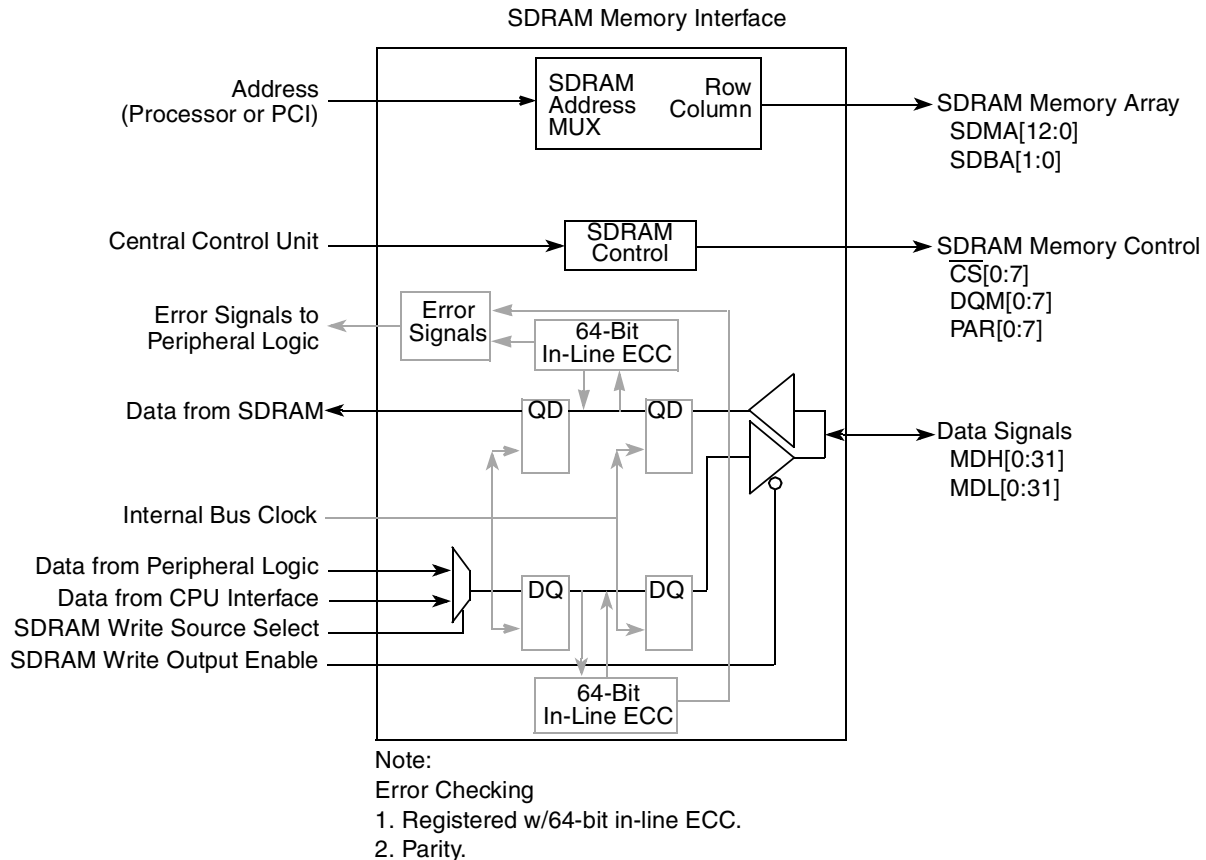 SDRAM Memory Interface
Address
(Processor or PCI)
SDRAM
Address
MUX
Row
Column
SDRAM Memory Array
SDMA[12:0]
SDBA[1:0]
Central Control Unit
SDRAM
Control
SDRAM Memory Control
CS[0:7]
DQM[0:7]
PAR[0:7]
Error Signals to
Peripheral Logic
Error
Signals
64-Bit
In-Line ECC
Data from SDRAM
QD
QD
Data Signals
MDH[0:31]
MDL[0:31]
Internal Bus Clock
Data from Peripheral Logic
Data from CPU Interface
SDRAM Write Source Select
SDRAM Write Output Enable
DQ
DQ
64-Bit
In-Line ECC
Note:
Error Checking
1. Registered w/64-bit in-line ECC.
2. Parity.